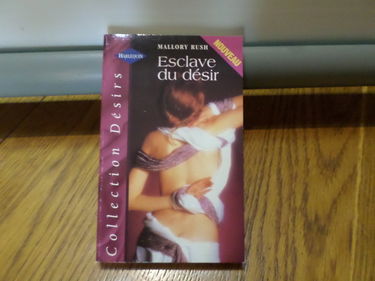 MALLORY RUSH
NOUVEAU
HARLEQUIN
Esclave
du désir
Collection Désirs